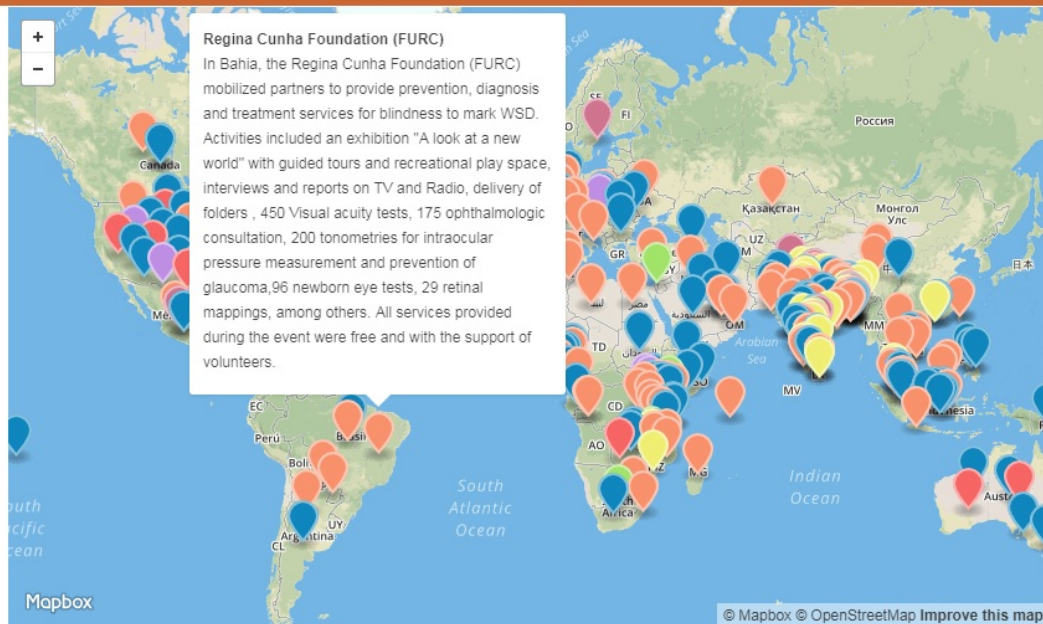 +
−
Regina Cunha Foundation (FURC)
In Bahia, the Regina Cunha Foundation (FURC)
mobilized partners to provide prevention, diagnosis
and treatment services for blindness to mark WSD.
Activities included an exhibition "A look at a new
world" with guided tours and recreational play space,
interviews and reports on TV and Radio, delivery of
folders , 450 Visual acuity tests, 175 ophthalmologic
consultation, 200 tonometries for intraocular
pressure measurement and prevention of
glaucoma,96 newborn eye tests, 29 retinal
mappings, among others. All services provided
during the event were free and with the support of
volunteers.
Canada
SE
FI
Россия
Қазақстан
Монгол
Улс
UZ
GR
日本
OM
MM
TD
السودان
Arabian
Sea
MV
CD
AO
MZ
MG
South
Africa
Indian
Ocean
EC
Perú
Brasil
Argentina
UY
CL
South
Atlantic
Ocean
Mapbox
© Mapbox © OpenStreetMap Improve this map